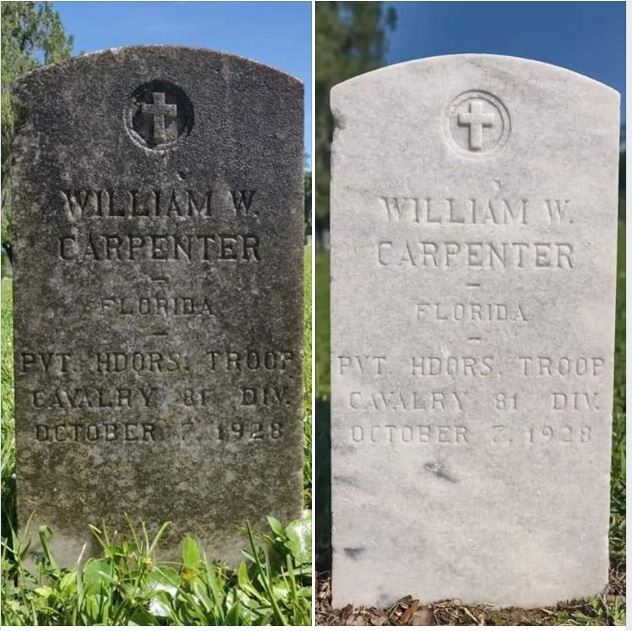 WILLIAM W.
CARPENTER
FLORIDA
PVT. HDQRS. TROOP
CAVALRY 81 DIV.
OCTOBER 7, 1928
WILLIAM W.
CARPENTER
FLORIDA
PVT HDQRS. TROOP
CAVALRY 81 DIV.
OCTOBER 7, 1928